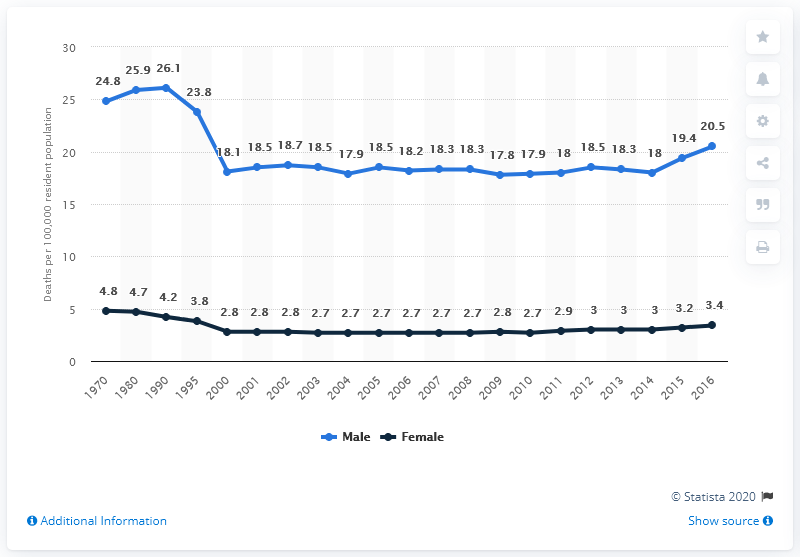 30
25
20
15
10
5
0
Deaths per 100,000 resident population
24.8 25.9 26.1 23.8 18.1 18.5 18.7 18.5 17.9 18.5 18.2 18.3 18.3 17.8 17.9 18 18.5 18.3 18 19.4 20.5
4.8 4.7 4.2 3.8 2.8 2.8 2.8 2.7 2.7 2.7 2.7 2.7 2.7 2.8 2.7 2.9 3 3 3 3.2 3.4
1970 1980 1990 1995 2000 2001 2002 2003 2004 2005 2006 2007 2008 2009 2010 2011 2012 2013 2014 2015 2016
Male Female
© Statista 2020
Additional Information Show source